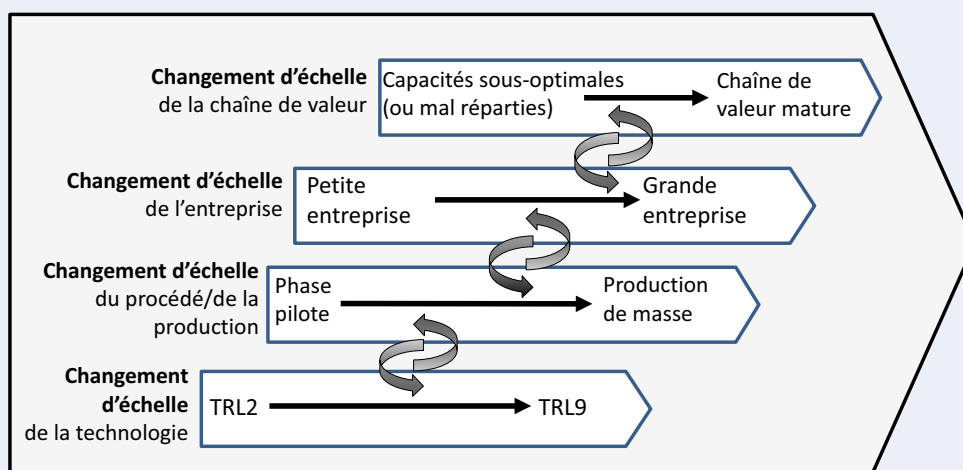 Changement d’échelle
de la chaîne de valeur
Capacités sous-optimales
(ou mal réparties)
Chaîne de
valeur mature
Changement d’échelle
de l’entreprise
Petite
entreprise
Grande
entreprise
Changement d’échelle
du procédé/de la
production
Phase
pilote
Production
de masse
Changement
d’échelle
de la technologie
TRL2
TRL9